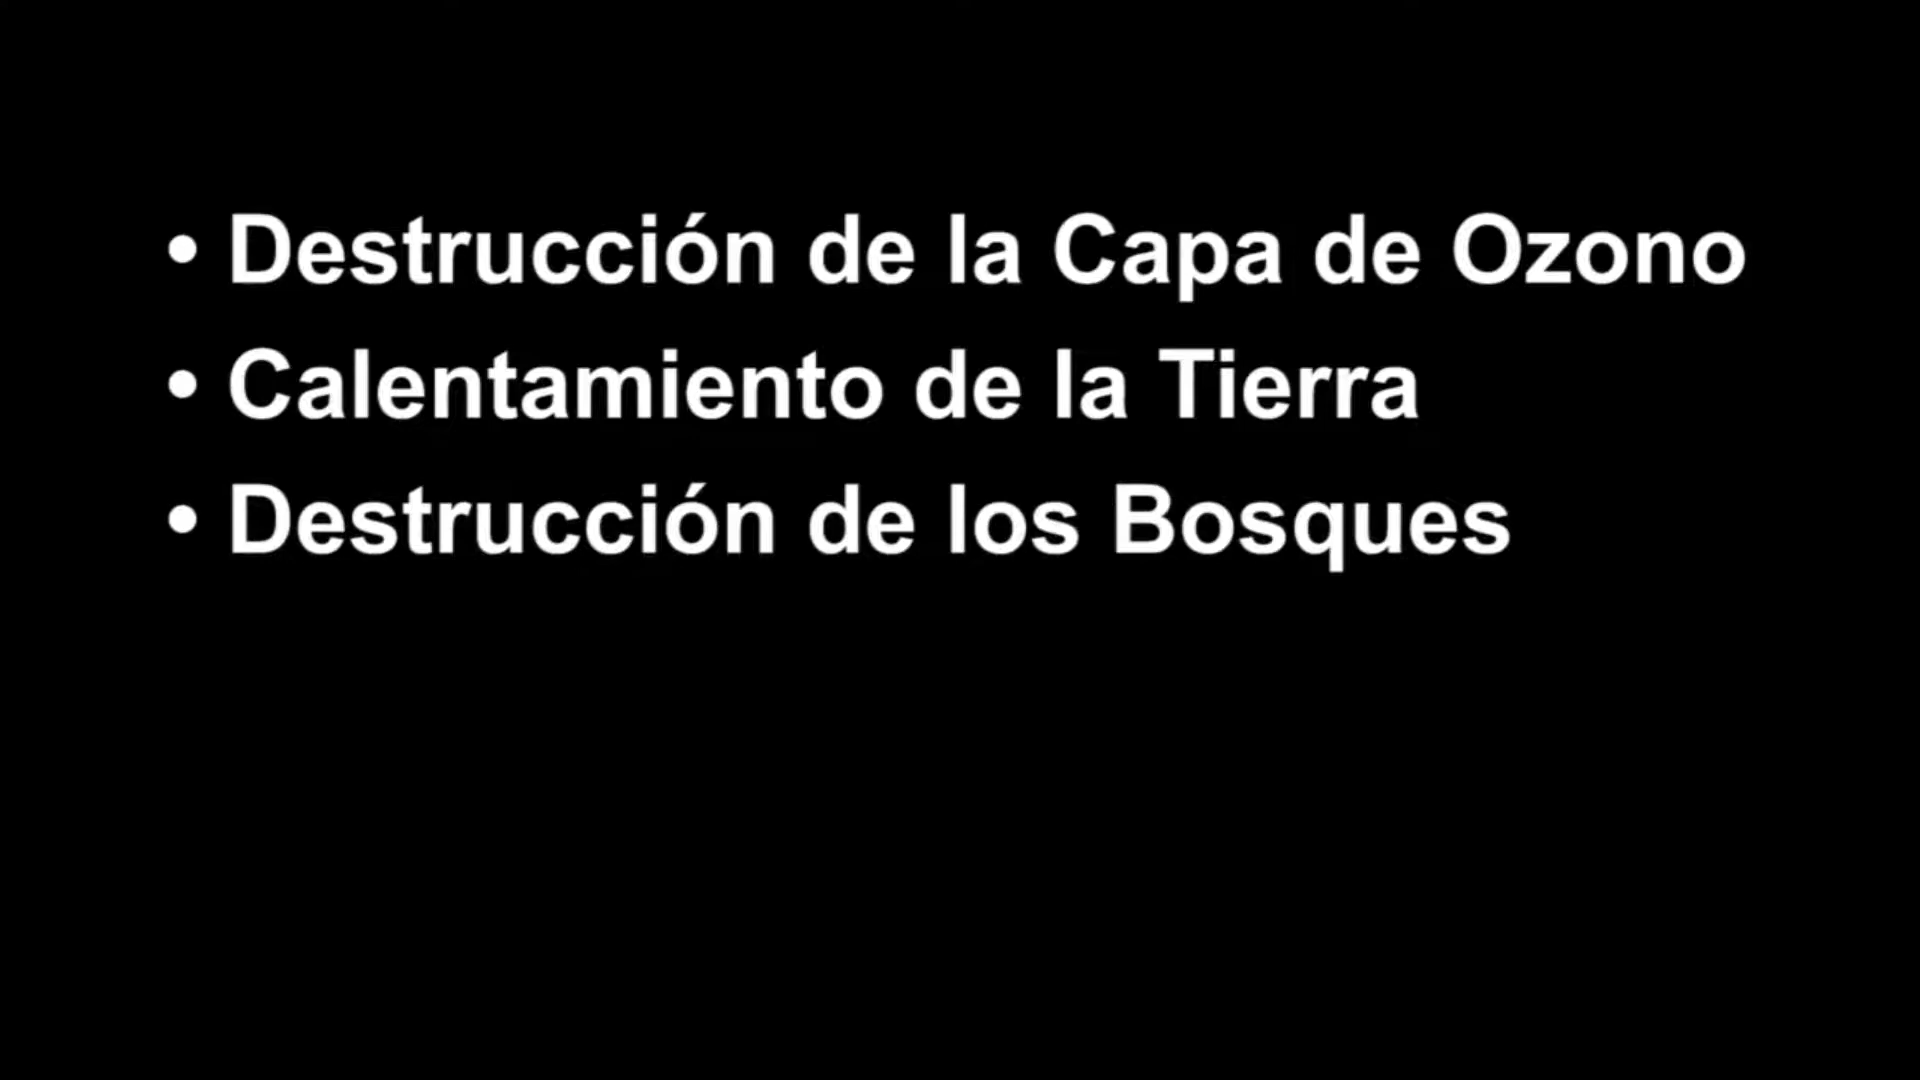 • Destrucción de la Capa de Ozono
• Calentamiento de la Tierra
• Destrucción de los Bosques